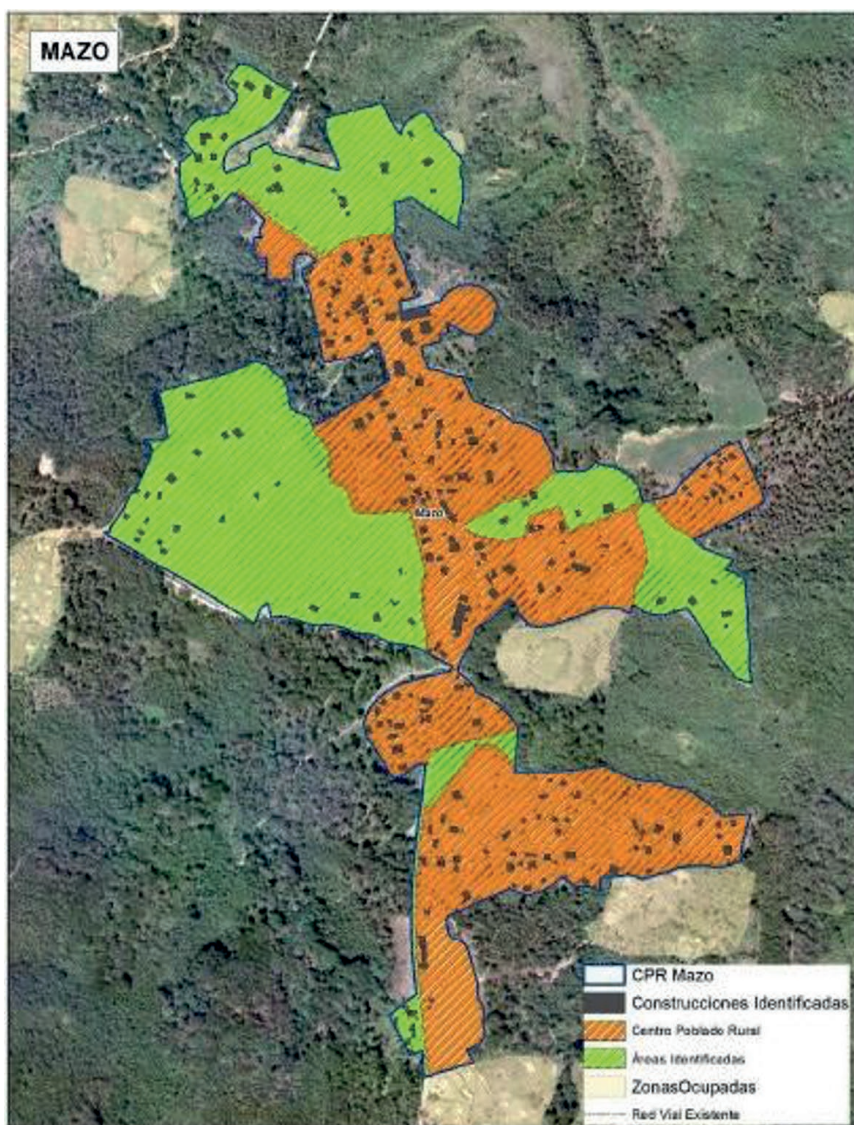 MAZO
Mazo
CPR Mazo
Construcciones Identificadas
Centro Poblado Rural
Áreas Identificadas
ZonasOcupadas
Red Vial Existente